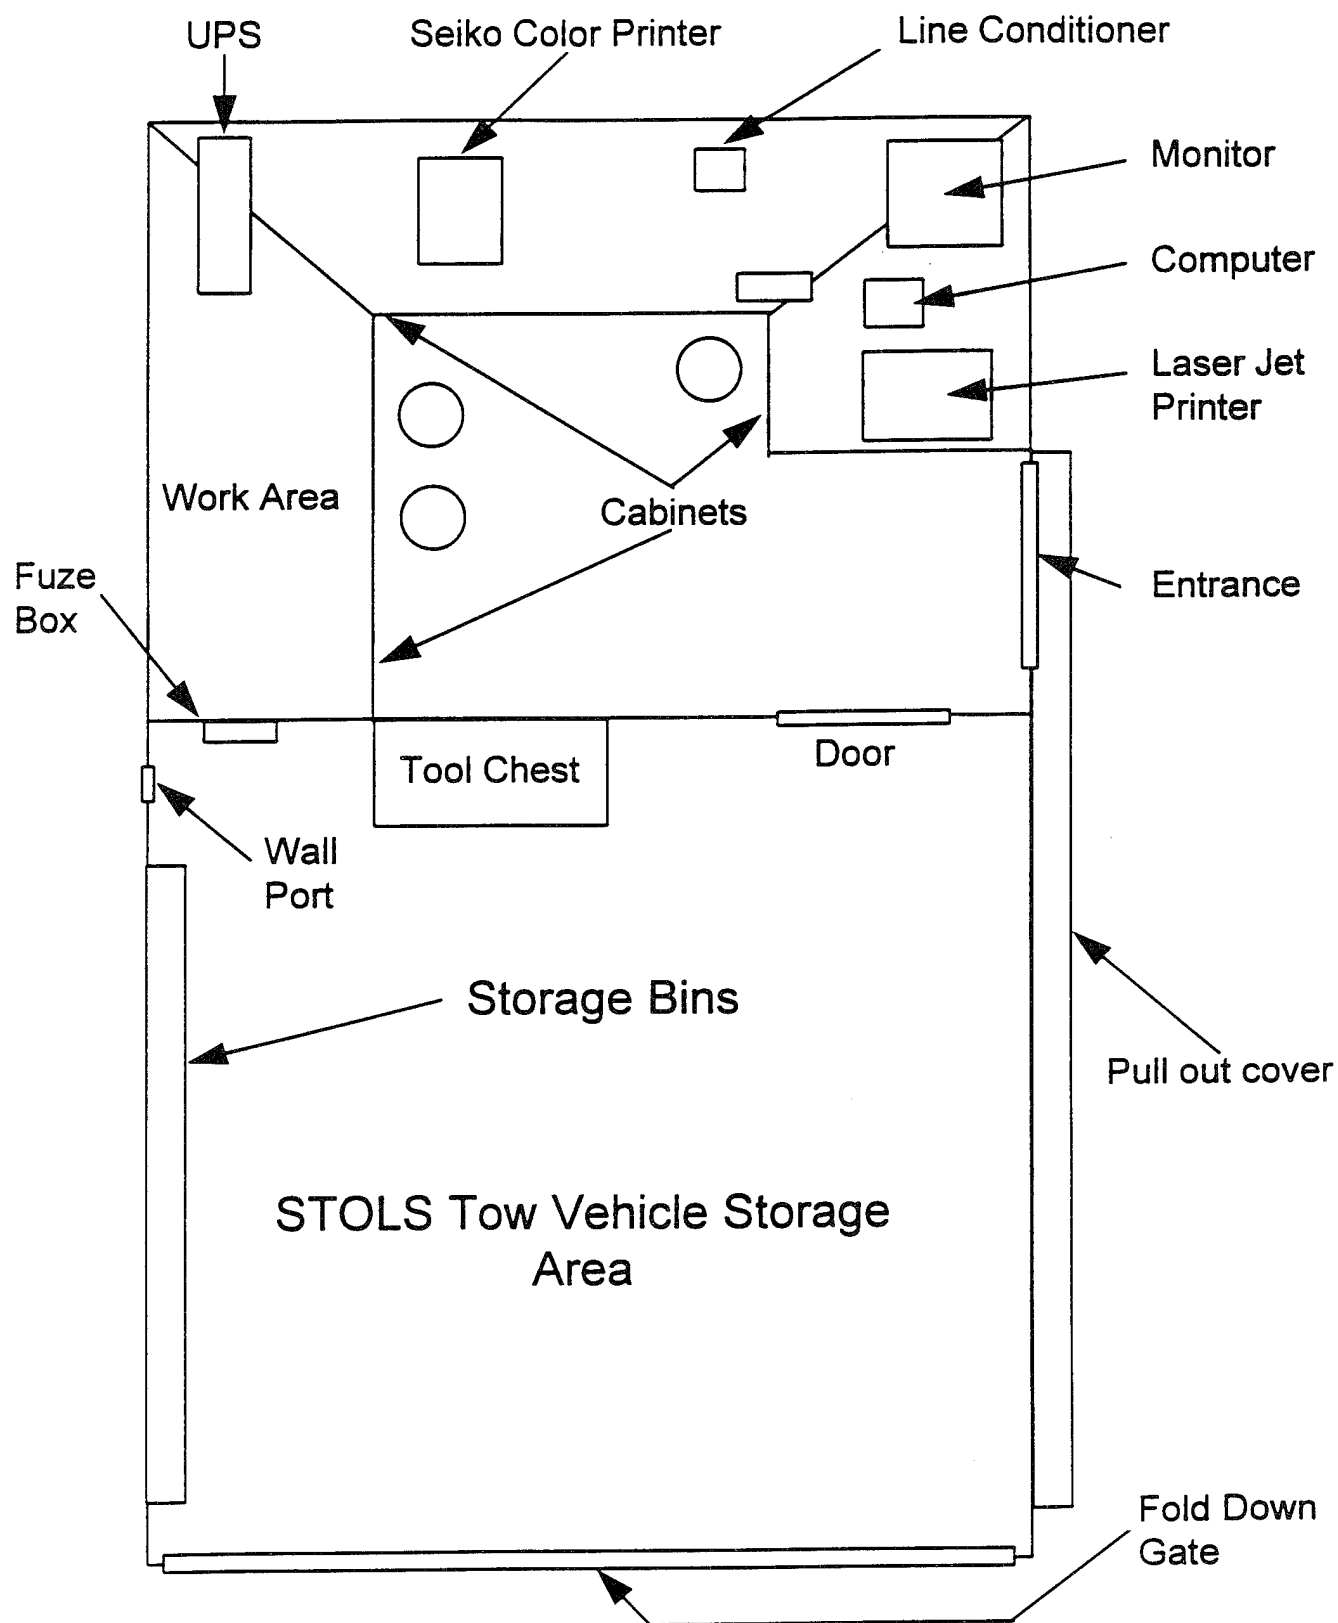 UPS
Seiko Color Printer
Line Conditioner
Monitor
Computer
Laser Jet
Printer
Work Area
Cabinets
Fuze
Box
Entrance
Tool Chest
Door
Wall
Port
Storage Bins
Pull out cover
STOLS Tow Vehicle Storage
Area
Fold Down
Gate